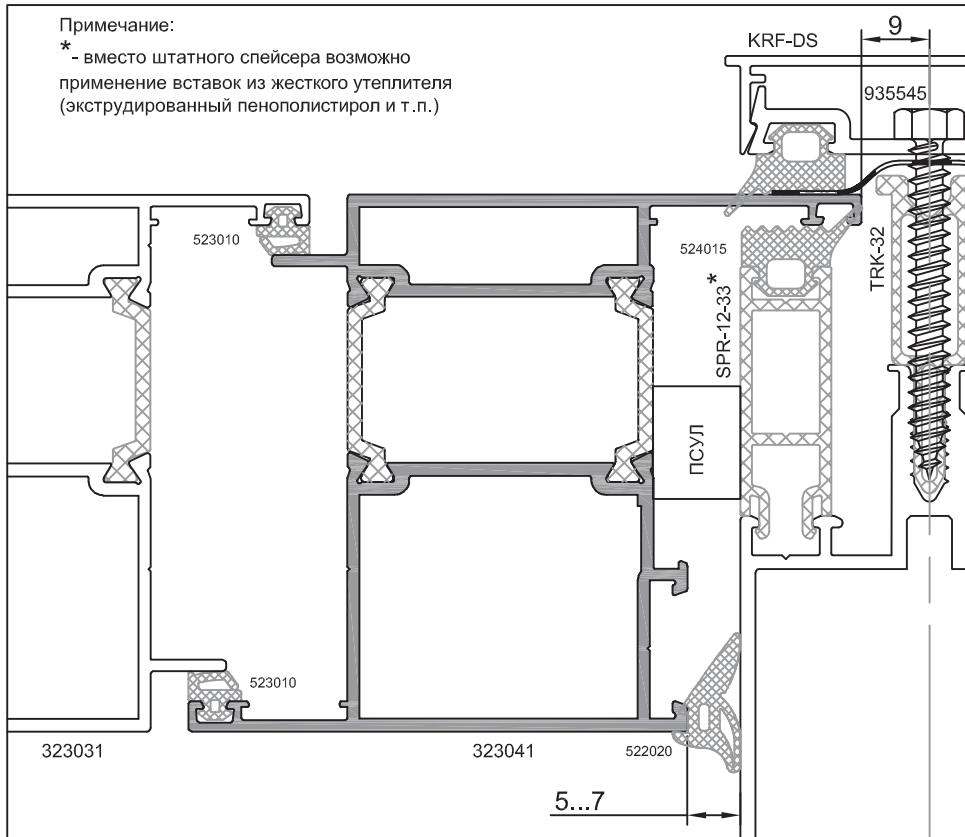 Примечание:
* - вместо штатного спейсера возможно
применение вставок из жесткого утеплителя
(экструдированный пенополистирол и т.п.)
KRF-DS
9
935545
523010
524015
SPR-12-33*
TRK-32
ПСУЛ
523010
323031
323041
522020
5...7